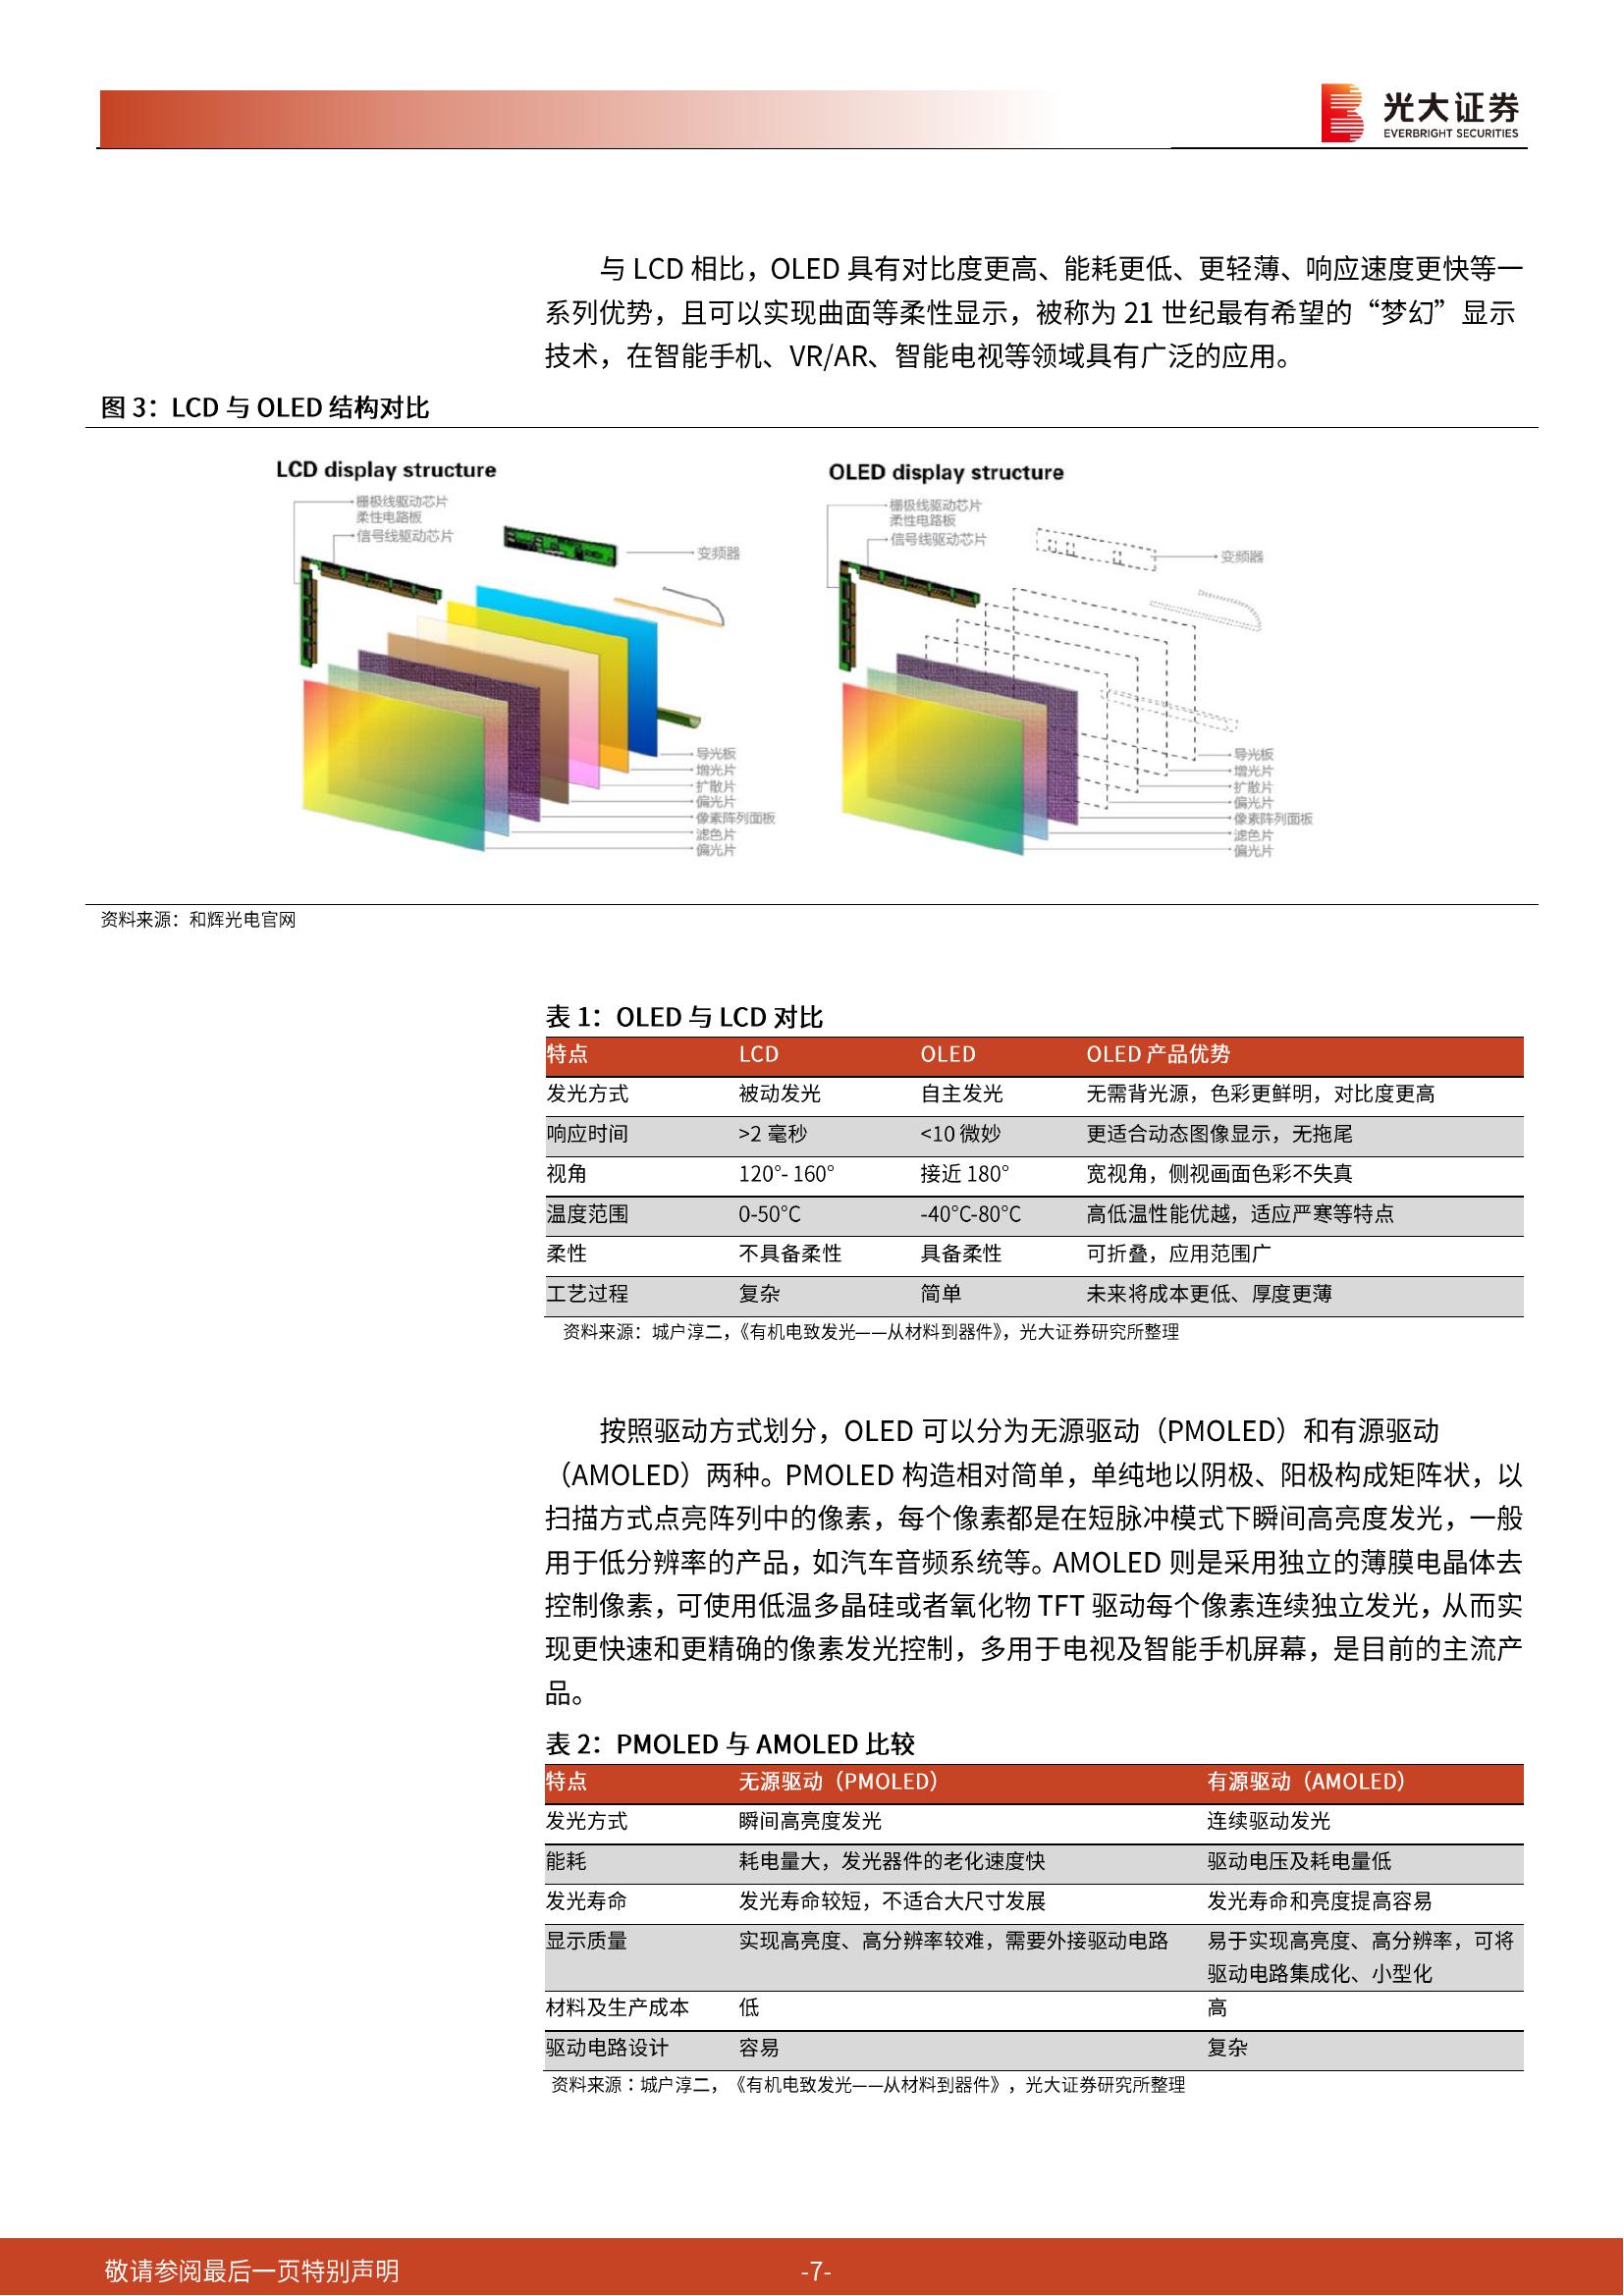 光大证券
EVERBRIGHT SECURITIES
与 LCD 相比，OLED 具有对比度更高、能耗更低、更轻薄、响应速度更快等一
系列优势，且可以实现曲面等柔性显示，被称为 21 世纪最有希望的“梦幻”显示
技术，在智能手机、VR/AR、智能电视等领域具有广泛的应用。
图 3：LCD 与 OLED 结构对比
LCD display structure
栅极线驱动芯片
柔性电路板
信号线驱动芯片
变频器
导光板
增光片
扩散片
偏光片
像素阵列面板
滤色片
偏光片
OLED display structure
栅极线驱动芯片
柔性电路板
信号线驱动芯片
变频器
导光板
增光片
扩散片
偏光片
像素阵列面板
滤色片
偏光片
资料来源：和辉光电官网
表 1：OLED 与 LCD 对比
特点 LCD OLED OLED 产品优势
发光方式 被动发光 自主发光 无需背光源，色彩更鲜明，对比度更高
响应时间 >2 毫秒 <10 微妙 更适合动态图像显示，无拖尾
视角 120°- 160° 接近 180° 宽视角，侧视画面色彩不失真
温度范围 0-50°C -40°C-80°C 高低温性能优越，适应严寒等特点
柔性 不具备柔性 具备柔性 可折叠，应用范围广
工艺过程 复杂 简单 未来将成本更低、厚度更薄
资料来源：城户淳二，《有机电致发光——从材料到器件》，光大证券研究所整理
按照驱动方式划分，OLED 可以分为无源驱动（PMOLED）和有源驱动
（AMOLED）两种。PMOLED 构造相对简单，单纯地以阴极、阳极构成矩阵状，以
扫描方式点亮阵列中的像素，每个像素都是在短脉冲模式下瞬间高亮度发光，一般
用于低分辨率的产品，如汽车音频系统等。AMOLED 则是采用独立的薄膜电晶体去
控制像素，可使用低温多晶硅或者氧化物 TFT 驱动每个像素连续独立发光，从而实
现更快速和更精确的像素发光控制，多用于电视及智能手机屏幕，是目前的主流产
品。
表 2：PMOLED 与 AMOLED 比较
特点 无源驱动（PMOLED） 有源驱动（AMOLED）
发光方式 瞬间高亮度发光 连续驱动发光
能耗 耗电量大，发光器件的老化速度快 驱动电压及耗电量低
发光寿命 发光寿命较短，不适合大尺寸发展 发光寿命和亮度提高容易
显示质量 实现高亮度、高分辨率较难，需要外接驱动电路 易于实现高亮度、高分辨率，可将
驱动电路集成化、小型化
材料及生产成本 低 高
驱动电路设计 容易 复杂
资料来源：城户淳二，《有机电致发光——从材料到器件》，光大证券研究所整理
敬请参阅最后一页特别声明 -7-